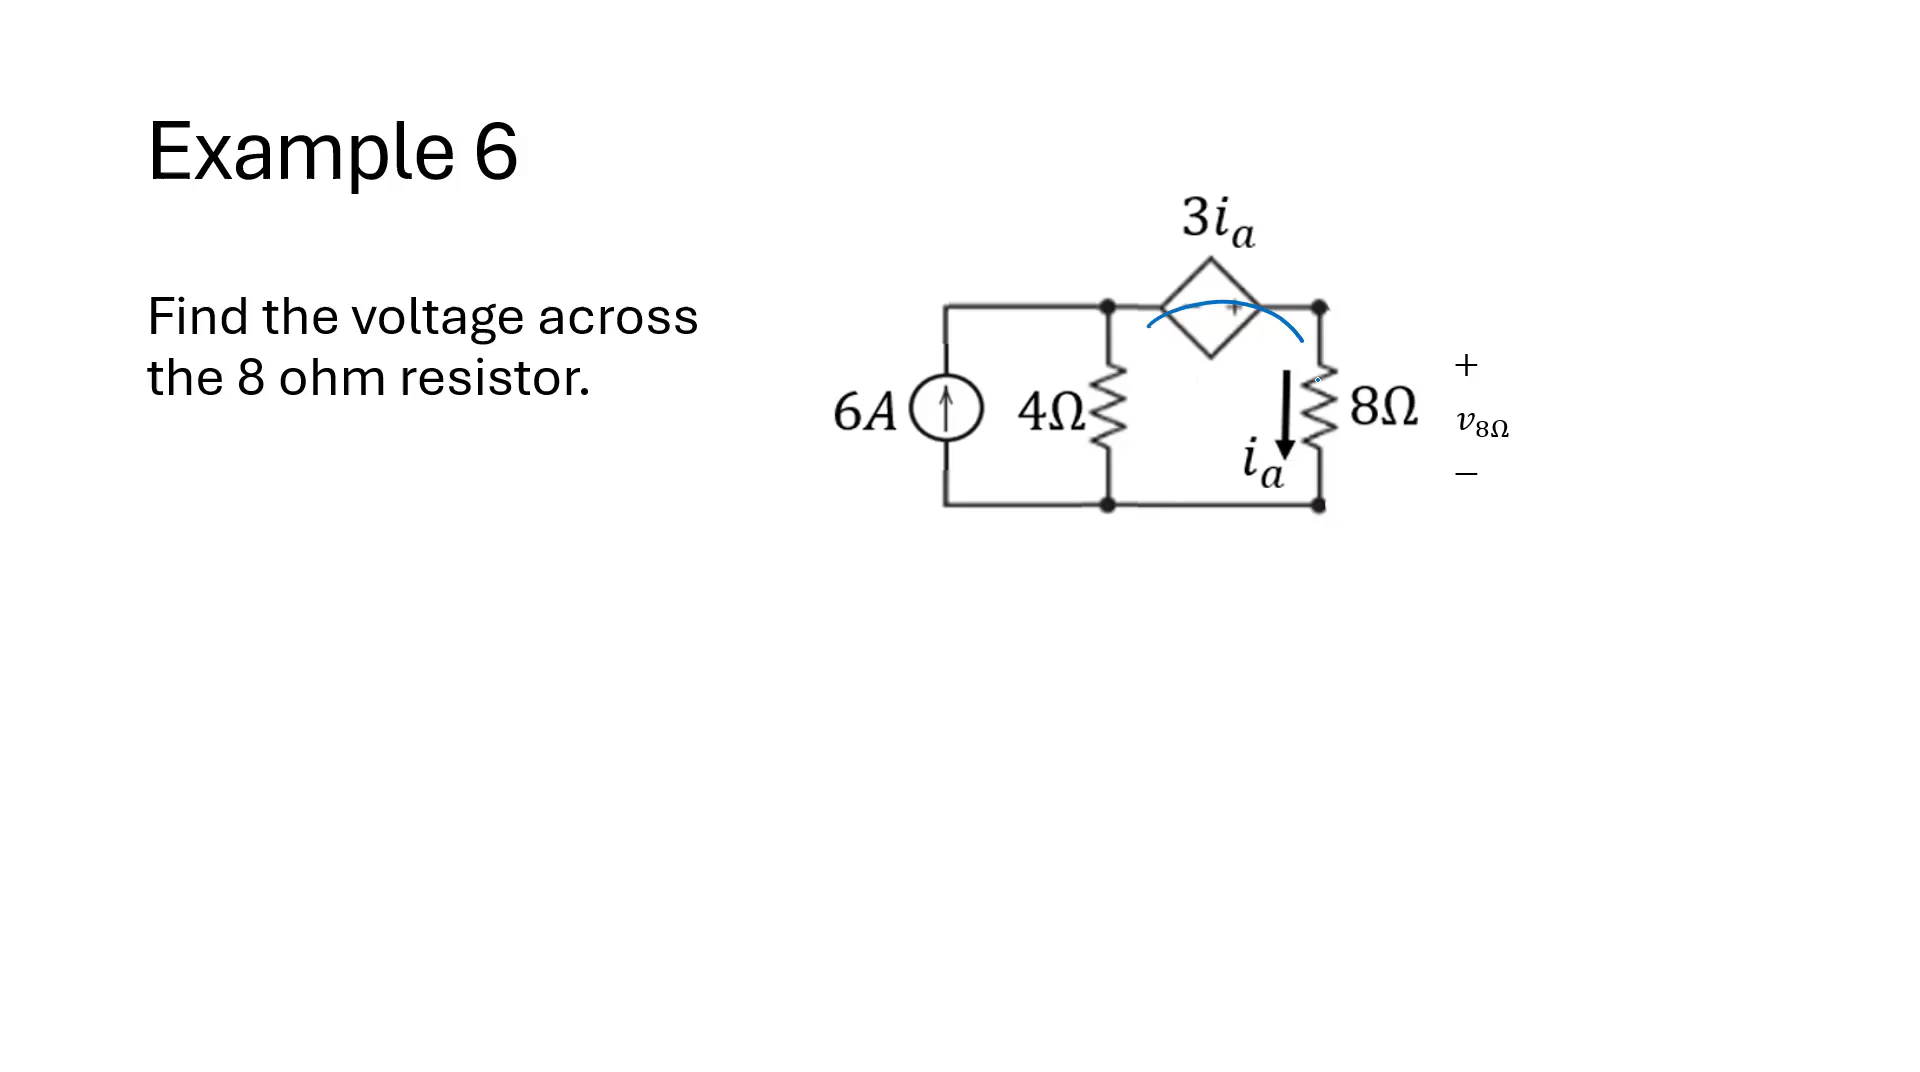 Example 6
Find the voltage across
the 8 ohm resistor.
3iₐ
− +
6A
4Ω
8Ω
iₐ
+
v₈Ω
−